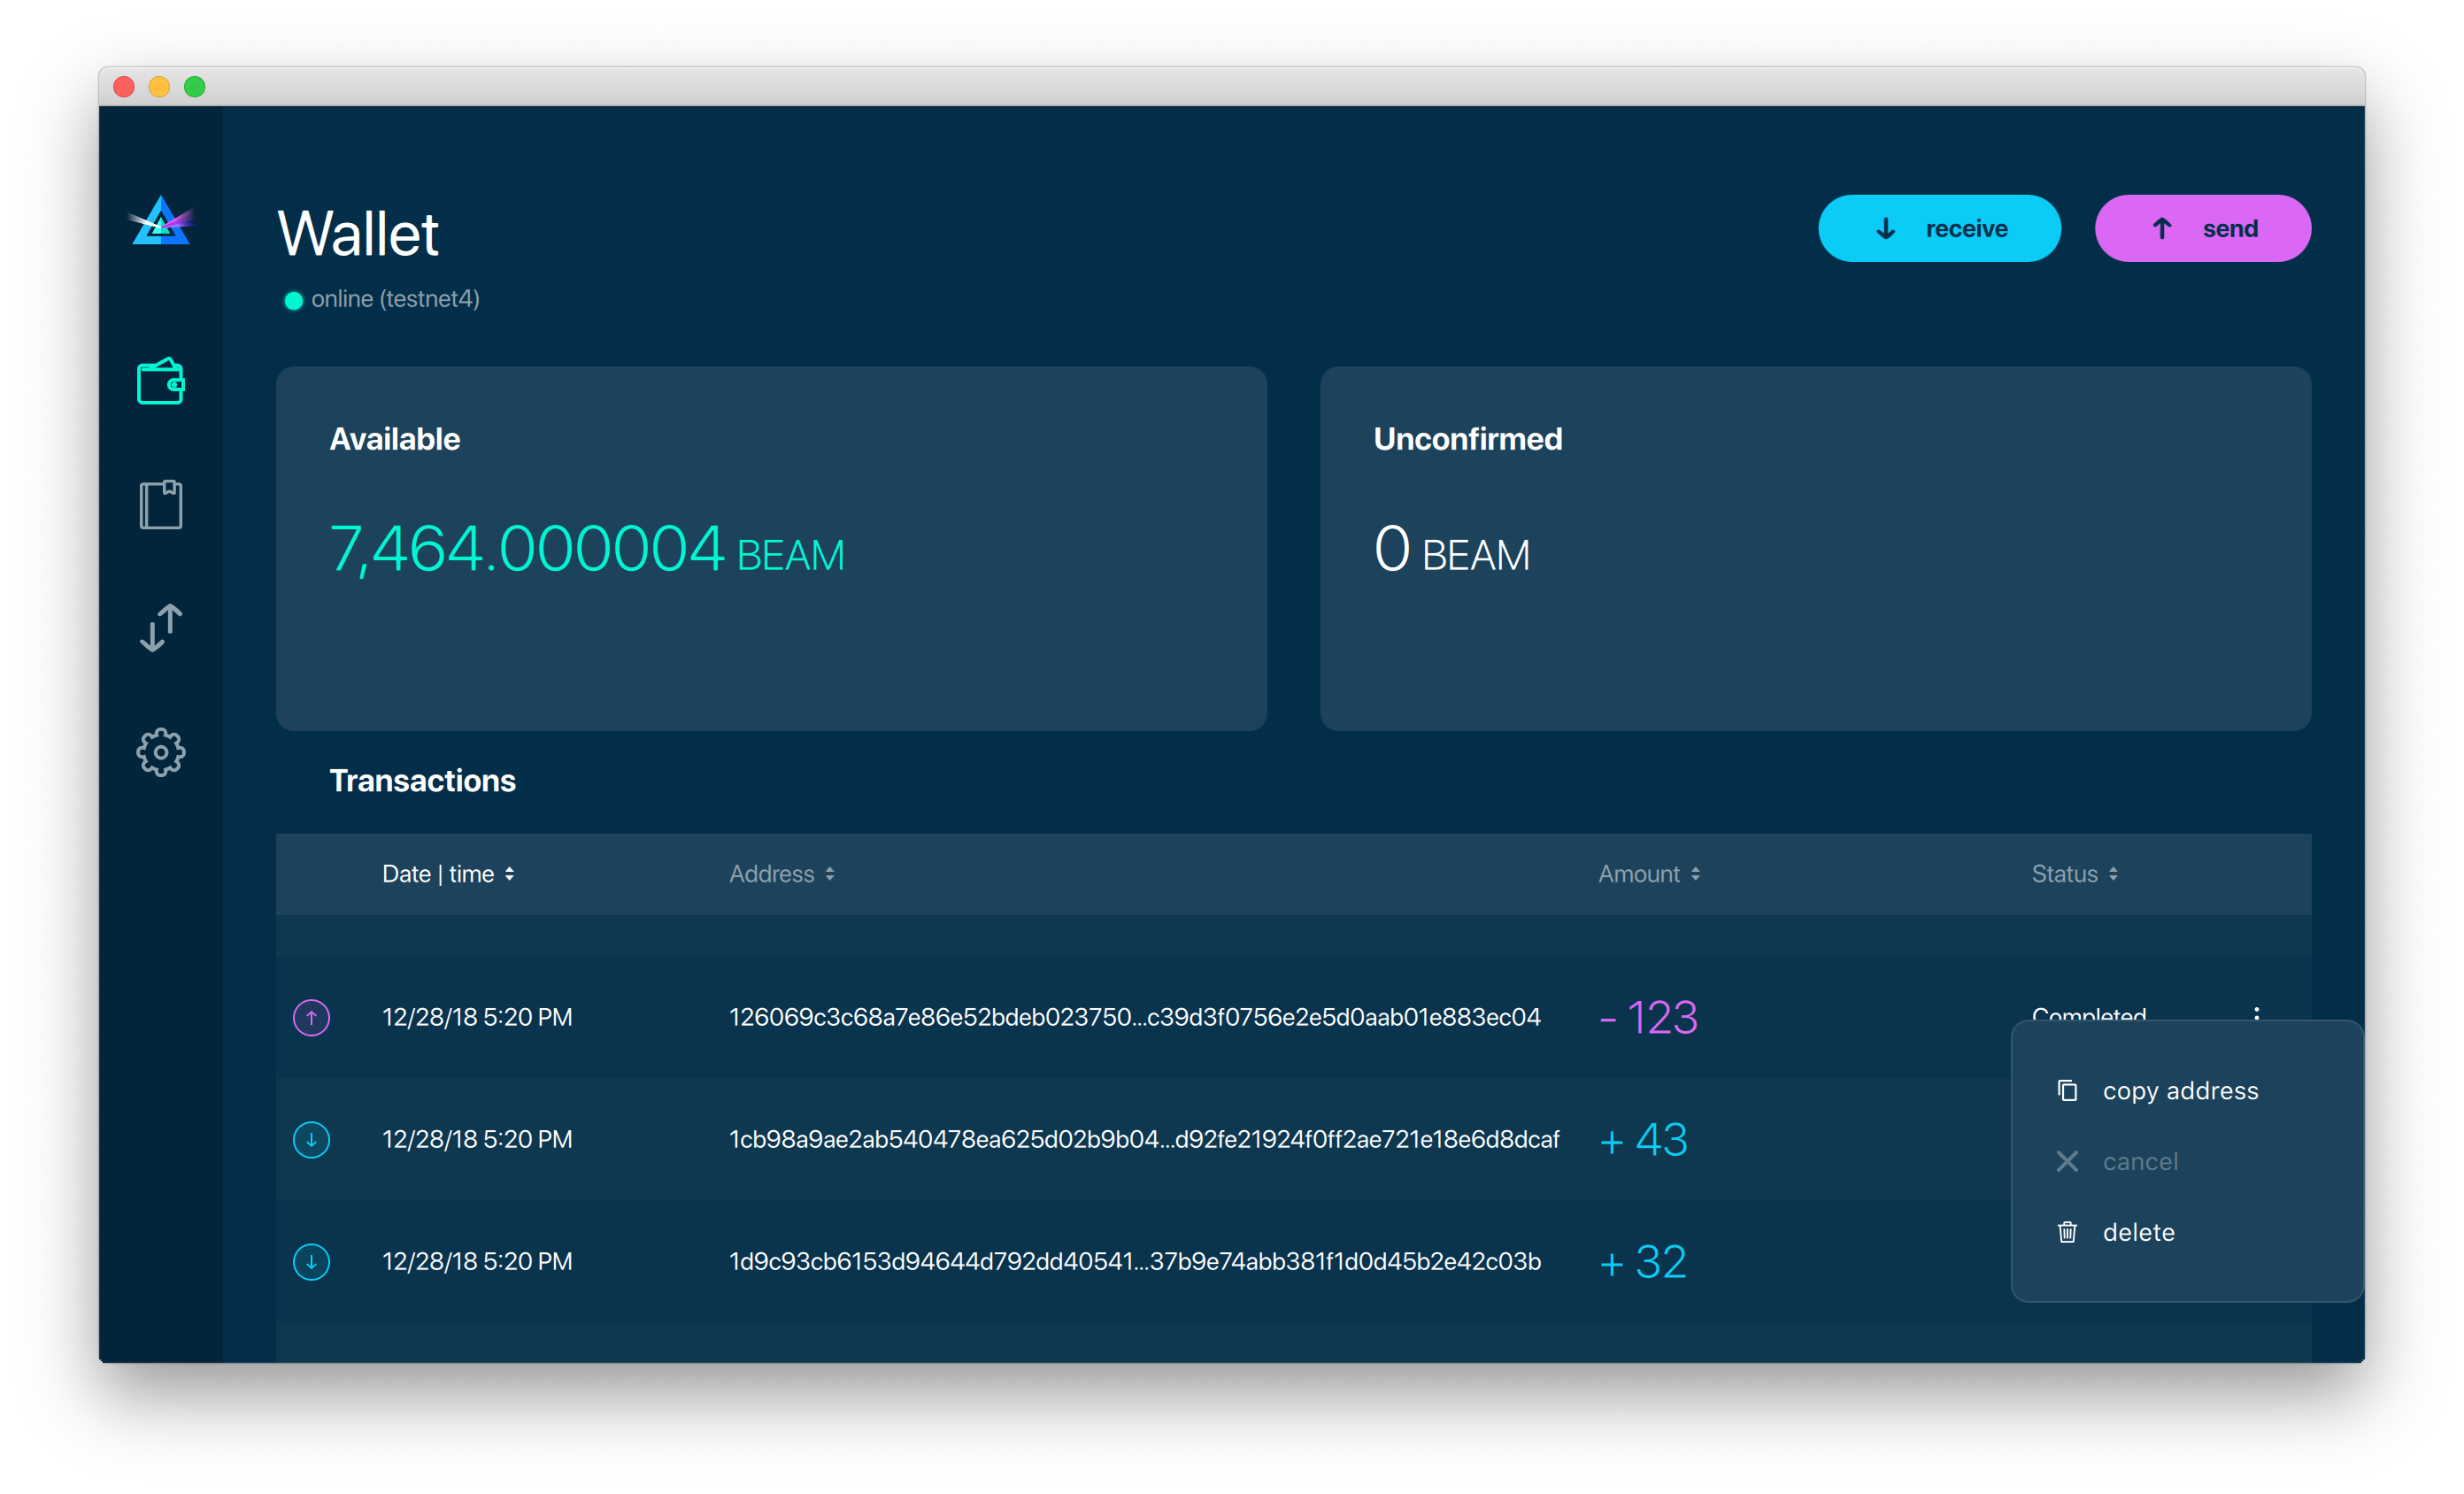 Wallet
receive
send
online (testnet4)
Available
Unconfirmed
7,464.000004 BEAM
0 BEAM
Transactions
Date | time
Address
Amount
Status
12/28/18 5:20 PM
126069c3c68a7e86e52bdeb023750...c39d3f0756e2e5d0aab01e883ec04
- 123
Completed
12/28/18 5:20 PM
1cb98a9ae2ab540478ea625d02b9b04...d92fe21924f0ff2ae721e18e6d8dcaf
+ 43
12/28/18 5:20 PM
1d9c93cb6153d94644d792dd40541...37b9e74abb381f1d0d45b2e42c03b
+ 32
copy address
cancel
delete